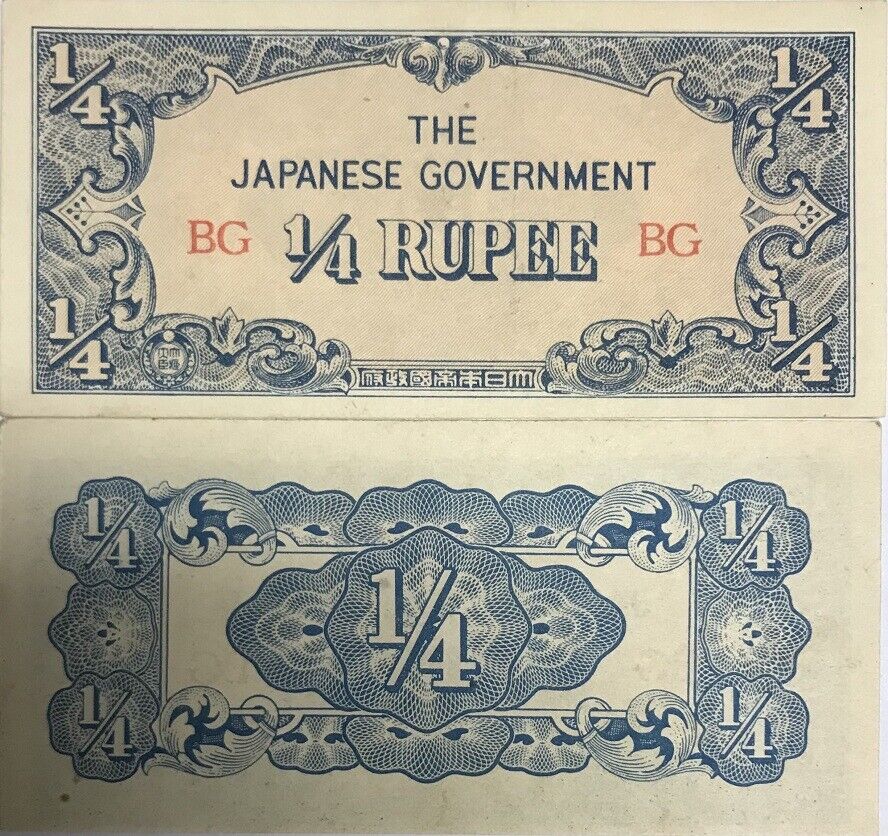 1/4 1/4
THE
JAPANESE GOVERNMENT
BG 1/4 RUPEE BG
1/4 1/4
府政國帝本日大
1/4 1/4
1/4
1/4 1/4